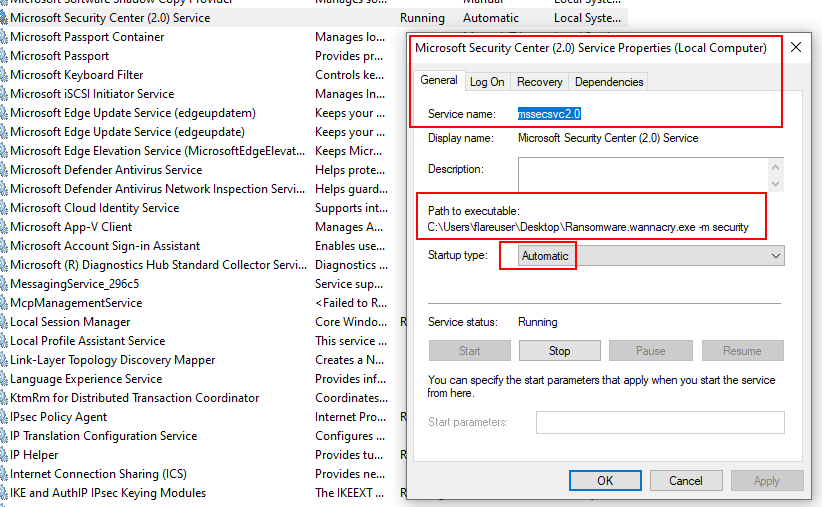 Microsoft Software Shadow Copy Provider Manages so... Manual Local Syste...
Microsoft Security Center (2.0) Service Running Automatic Local Syste...
Microsoft Passport Container Manages lo...
Microsoft Passport Provides pr...
Microsoft Keyboard Filter Controls ke...
Microsoft iSCSI Initiator Service Manages In...
Microsoft Edge Update Service (edgeupdatem) Keeps your ...
Microsoft Edge Update Service (edgeupdate) Keeps your ...
Microsoft Edge Elevation Service (MicrosoftEdgeElevat... Keeps Micr...
Microsoft Defender Antivirus Service Helps prote...
Microsoft Defender Antivirus Network Inspection Servi... Helps guard...
Microsoft Cloud Identity Service Supports int...
Microsoft App-V Client Manages A...
Microsoft Account Sign-in Assistant Enables use...
Microsoft (R) Diagnostics Hub Standard Collector Servi... Diagnostics ...
MessagingService_296c5 Service sup...
McpManagementService <Failed to R...
Local Session Manager Core Windo... R
Local Profile Assistant Service This service ...
Link-Layer Topology Discovery Mapper Creates a N...
Language Experience Service Provides inf...
KtmRm for Distributed Transaction Coordinator Coordinates...
IPsec Policy Agent Internet Pro... R
IP Translation Configuration Service Configures ...
IP Helper Provides tu... R
Internet Connection Sharing (ICS) Provides ne...
IKE and AuthIP IPsec Keying Modules The IKEEXT ...
Microsoft Security Center (2.0) Service Properties (Local Computer)
General Log On Recovery Dependencies
Service name: mssecsvc2.0
Display name: Microsoft Security Center (2.0) Service
Description:
Path to executable:
C:\Users\flareuser\Desktop\Ransomware.wannacry.exe -m security
Startup type: Automatic
Service status: Running
Start Stop Pause Resume
You can specify the start parameters that apply when you start the service
from here.
Start parameters:
OK Cancel Apply